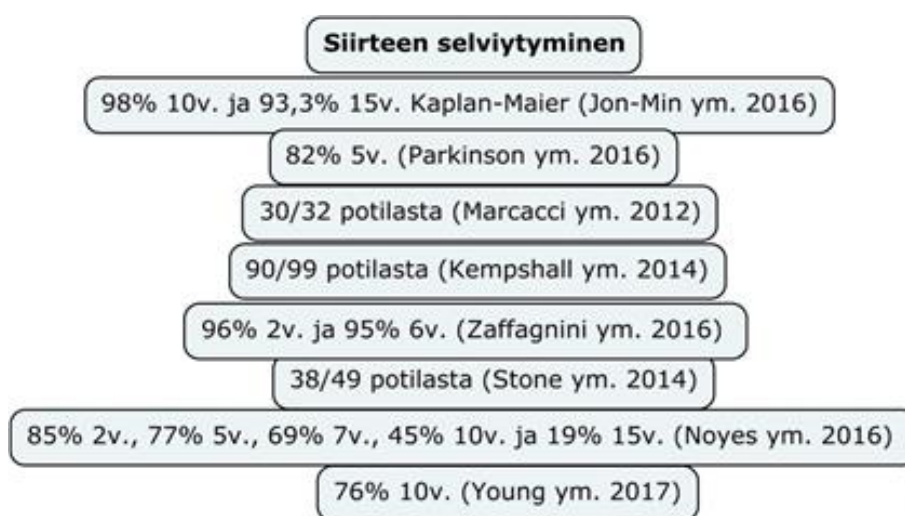 Siirteen selviytyminen
98% 10v. ja 93,3% 15v. Kaplan-Maier (Jon-Min ym. 2016)
82% 5v. (Parkinson ym. 2016)
30/32 potilasta (Marcacci ym. 2012)
90/99 potilasta (Kempshall ym. 2014)
96% 2v. ja 95% 6v. (Zaffagnini ym. 2016)
38/49 potilasta (Stone ym. 2014)
85% 2v., 77% 5v., 69% 7v., 45% 10v. ja 19% 15v. (Noyes ym. 2016)
76% 10v. (Young ym. 2017)